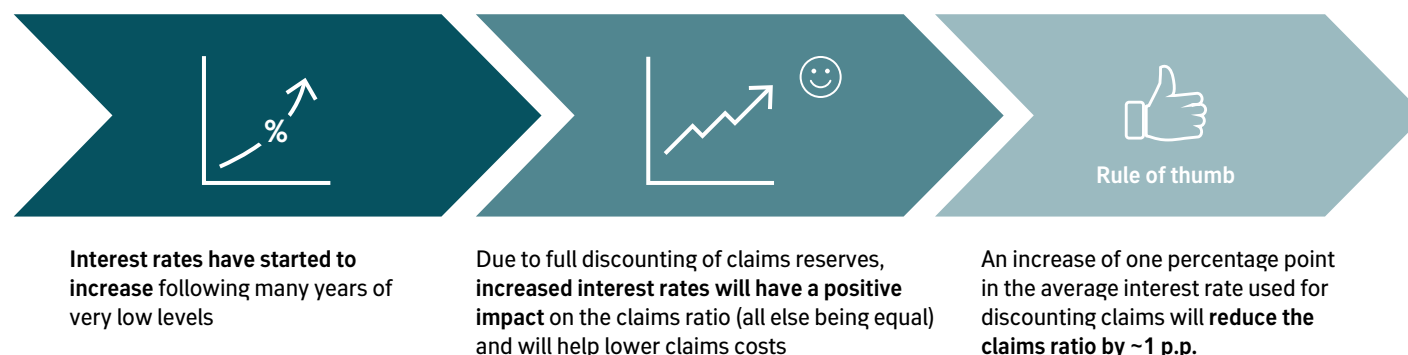 %
Rule of thumb
Interest rates have started to
increase following many years of
very low levels
Due to full discounting of claims reserves,
increased interest rates will have a positive
impact on the claims ratio (all else being equal)
and will help lower claims costs
An increase of one percentage point
in the average interest rate used for
discounting claims will reduce the
claims ratio by ~1 p.p.